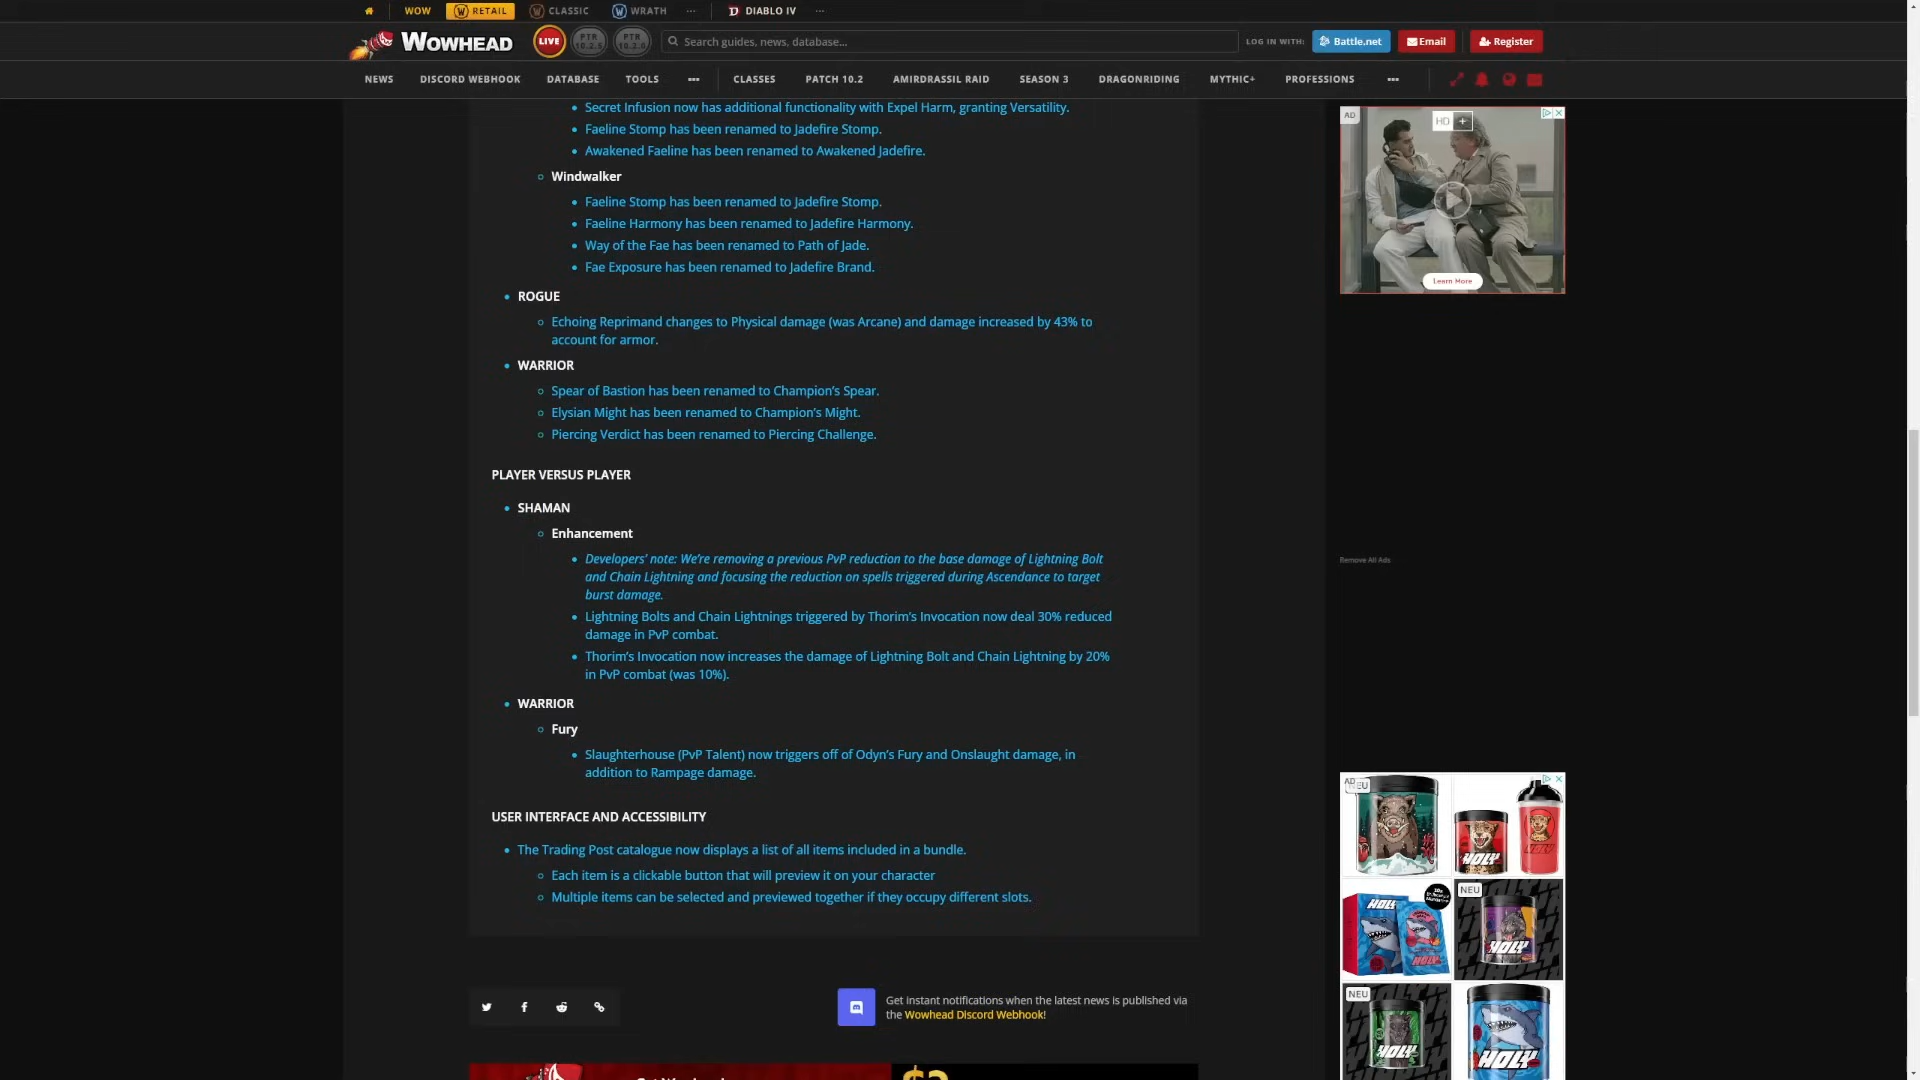 WOW
RETAIL
CLASSIC
WRATH
DIABLO IV
WOWHEAD
LIVE
PTR 10.2.5
Search guides, news, database...
LOG IN WITH:
Battle.net
Email
Register
NEWS
DISCORD WEBHOOK
DATABASE
TOOLS
CLASSES
PATCH 10.2
AMIRDRASSIL RAID
SEASON 3
DRAGONRIDING
MYTHIC+
PROFESSIONS
Secret Infusion now has additional functionality with Expel Harm, granting Versatility.
Faeline Stomp has been renamed to Jadefire Stomp.
Awakened Faeline has been renamed to Awakened Jadefire.
Windwalker
Faeline Stomp has been renamed to Jadefire Stomp.
Faeline Harmony has been renamed to Jadefire Harmony.
Way of the Fae has been renamed to Path of Jade.
Fae Exposure has been renamed to Jadefire Brand.
ROGUE
Echoing Reprimand changes to Physical damage (was Arcane) and damage increased by 43% to
account for armor.
WARRIOR
Spear of Bastion has been renamed to Champion's Spear.
Elysian Might has been renamed to Champion's Might.
Piercing Verdict has been renamed to Piercing Challenge.
PLAYER VERSUS PLAYER
SHAMAN
Enhancement
Developers' note: We're removing a previous PvP reduction to the base damage of Lightning Bolt
and Chain Lightning and focusing the reduction on spells triggered during Ascendance to target
burst damage.
Lightning Bolts and Chain Lightnings triggered by Thorim's Invocation now deal 30% reduced
damage in PvP combat.
Thorim's Invocation now increases the damage of Lightning Bolt and Chain Lightning by 20%
in PvP combat (was 10%).
WARRIOR
Fury
Slaughterhouse (PvP Talent) now triggers off of Odyn's Fury and Onslaught damage, in
addition to Rampage damage.
USER INTERFACE AND ACCESSIBILITY
The Trading Post catalogue now displays a list of all items included in a bundle.
Each item is a clickable button that will preview it on your character
Multiple items can be selected and previewed together if they occupy different slots.
Get instant notifications when the latest news is published via
the Wowhead Discord Webhook!
AD
HD +
Learn More
Remove All Ads
AD
NEU
HOLY
HOLY
HOLY
NEU
HOLY
NEU
HOLY
HOLY